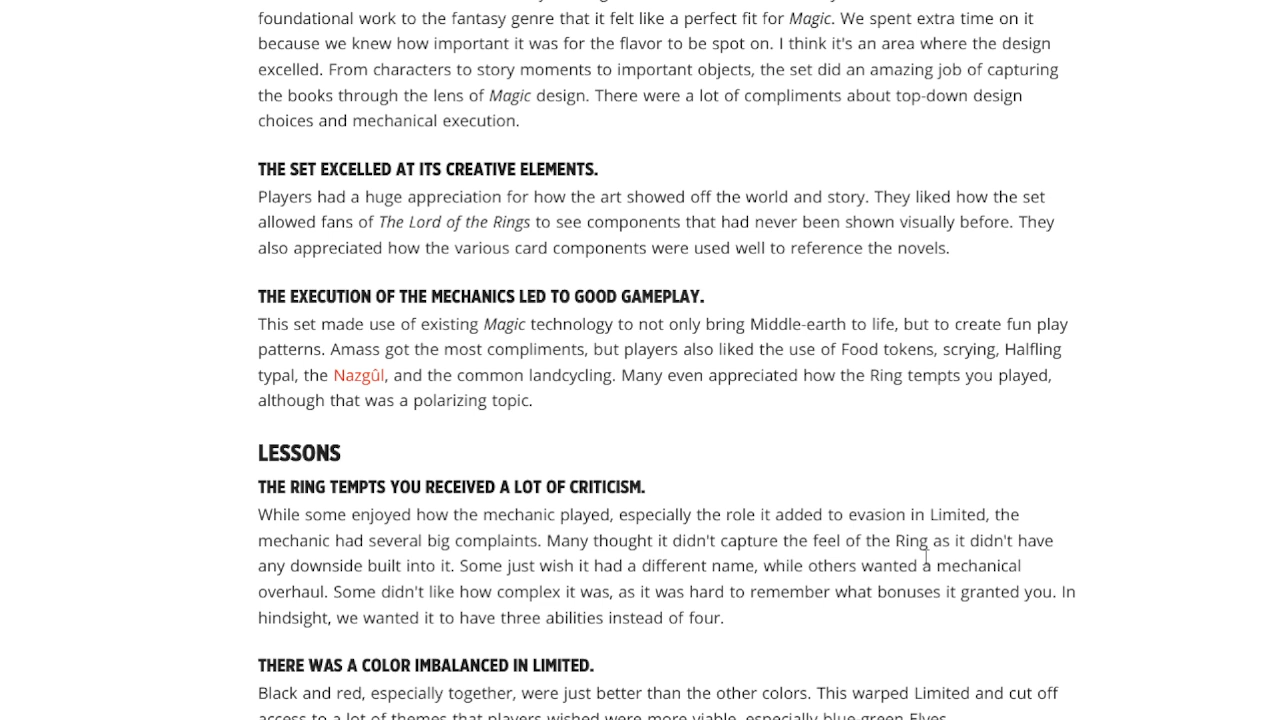 foundational work to the fantasy genre that it felt like a perfect fit for Magic. We spent extra time on it
because we knew how important it was for the flavor to be spot on. I think it's an area where the design
excelled. From characters to story moments to important objects, the set did an amazing job of capturing
the books through the lens of Magic design. There were a lot of compliments about top-down design
choices and mechanical execution.
THE SET EXCELLED AT ITS CREATIVE ELEMENTS.
Players had a huge appreciation for how the art showed off the world and story. They liked how the set
allowed fans of The Lord of the Rings to see components that had never been shown visually before. They
also appreciated how the various card components were used well to reference the novels.
THE EXECUTION OF THE MECHANICS LED TO GOOD GAMEPLAY.
This set made use of existing Magic technology to not only bring Middle-earth to life, but to create fun play
patterns. Amass got the most compliments, but players also liked the use of Food tokens, scrying, Halfling
typal, the Nazgûl, and the common landcycling. Many even appreciated how the Ring tempts you played,
although that was a polarizing topic.
LESSONS
THE RING TEMPTS YOU RECEIVED A LOT OF CRITICISM.
While some enjoyed how the mechanic played, especially the role it added to evasion in Limited, the
mechanic had several big complaints. Many thought it didn't capture the feel of the Ring as it didn't have
any downside built into it. Some just wish it had a different name, while others wanted a mechanical
overhaul. Some didn't like how complex it was, as it was hard to remember what bonuses it granted you. In
hindsight, we wanted it to have three abilities instead of four.
THERE WAS A COLOR IMBALANCED IN LIMITED.
Black and red, especially together, were just better than the other colors. This warped Limited and cut off
access to a lot of themes that players wished were more viable, especially blue-green Elves.